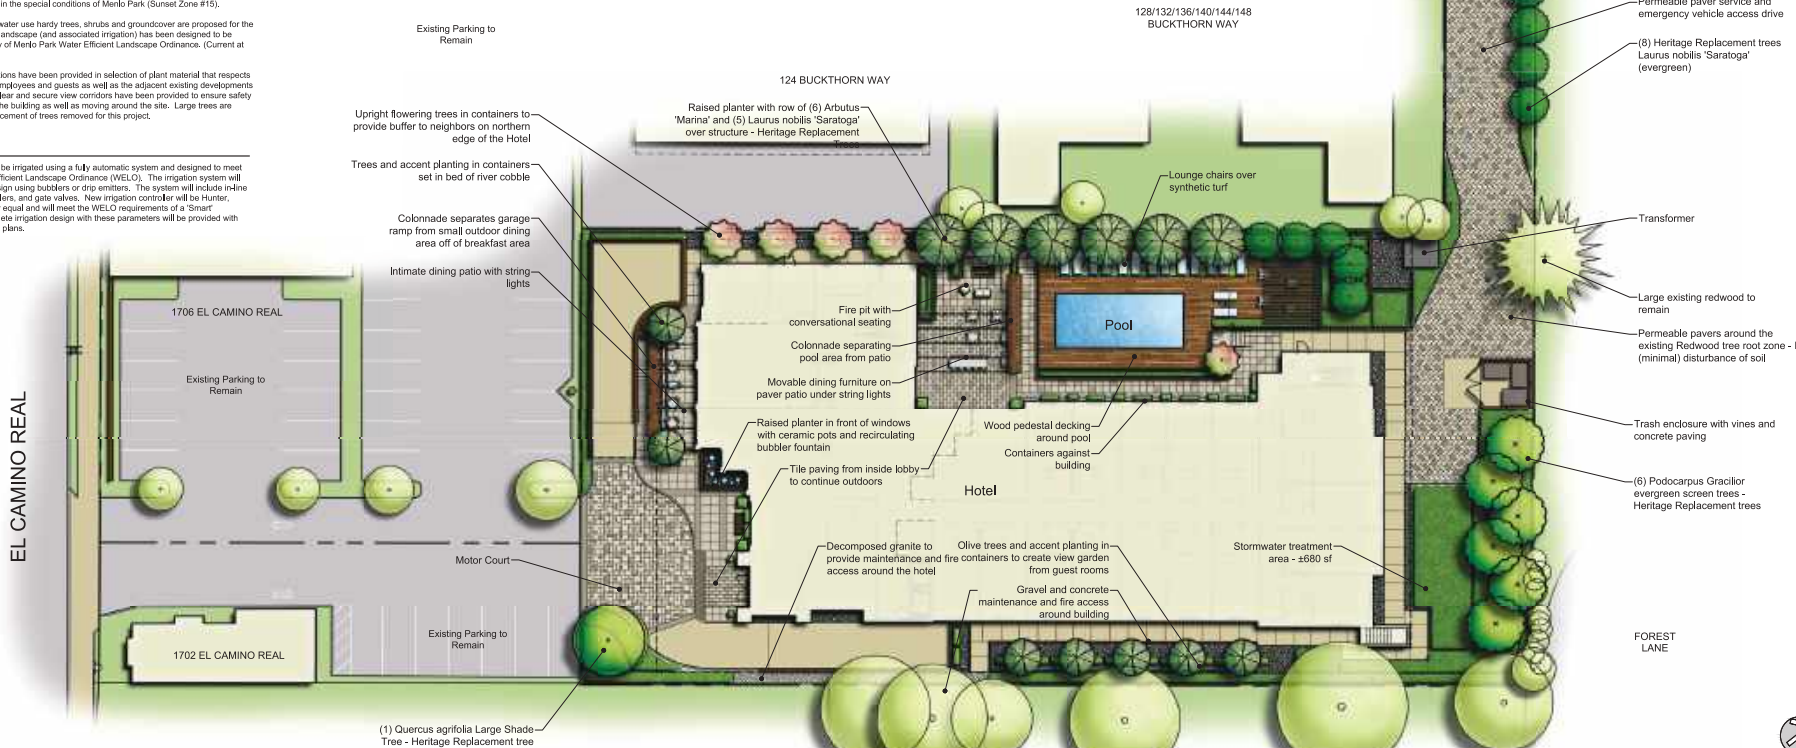 in the special conditions of Menlo Park (Sunset Zone #15).
water use hardy trees, shrubs and groundcover are proposed for the
landscape (and associated irrigation) has been designed to be
y of Menlo Park Water Efficient Landscape Ordinance. (Current at
ions have been provided in selection of plant material that respects
mployees and guests as well as the adjacent existing developments
lear and secure view corridors have been provided to ensure safety
he building as well as moving around the site. Large trees are
cement of trees removed for this project.
be irrigated using a fully automatic system and designed to meet
fficient Landscape Ordinance (WELO). The irrigation system will
sign using bubblers or drip emitters. The system will include in-line
lers, and gate valves. New irrigation controller will be Hunter,
r equal and will meet the WELO requirements of a 'Smart'
ete irrigation design with these parameters will be provided with
plans.
Existing Parking to
Remain
128/132/136/140/144/148
BUCKTHORN WAY
124 BUCKTHORN WAY
Permeable paver service and
emergency vehicle access drive
(8) Heritage Replacement trees
Laurus nobilis 'Saratoga'
(evergreen)
Upright flowering trees in containers to
provide buffer to neighbors on northern
edge of the Hotel
Raised planter with row of (6) Arbutus
'Marina' and (5) Laurus nobilis 'Saratoga'
over structure - Heritage Replacement
Trees
Trees and accent planting in containers
set in bed of river cobble
Lounge chairs over
synthetic turf
Colonnade separates garage
ramp from small outdoor dining
area off of breakfast area
Transformer
Intimate dining patio with string
lights
1706 EL CAMINO REAL
Existing Parking to
Remain
Fire pit with
conversational seating
Colonnade separating
pool area from patio
Movable dining furniture on
paver patio under string lights
Pool
Large existing redwood to
remain
Permeable pavers around the
existing Redwood tree root zone -
(minimal) disturbance of soil
Raised planter in front of windows
with ceramic pots and recirculating
bubbler fountain
Wood pedestal decking
around pool
Containers against
building
Trash enclosure with vines and
concrete paving
Tile paving from inside lobby
to continue outdoors
Hotel
(6) Podocarpus Gracilior
evergreen screen trees -
Heritage Replacement trees
EL CAMINO REAL
Motor Court
Decomposed granite to
provide maintenance and fire
access around the hotel
Olive trees and accent planting in
containers to create view garden
from guest rooms
Stormwater treatment
area - ±680 sf
Gravel and concrete
maintenance and fire access
around building
Existing Parking to
Remain
1702 EL CAMINO REAL
FOREST
LANE
(1) Quercus agrifolia Large Shade
Tree - Heritage Replacement tree